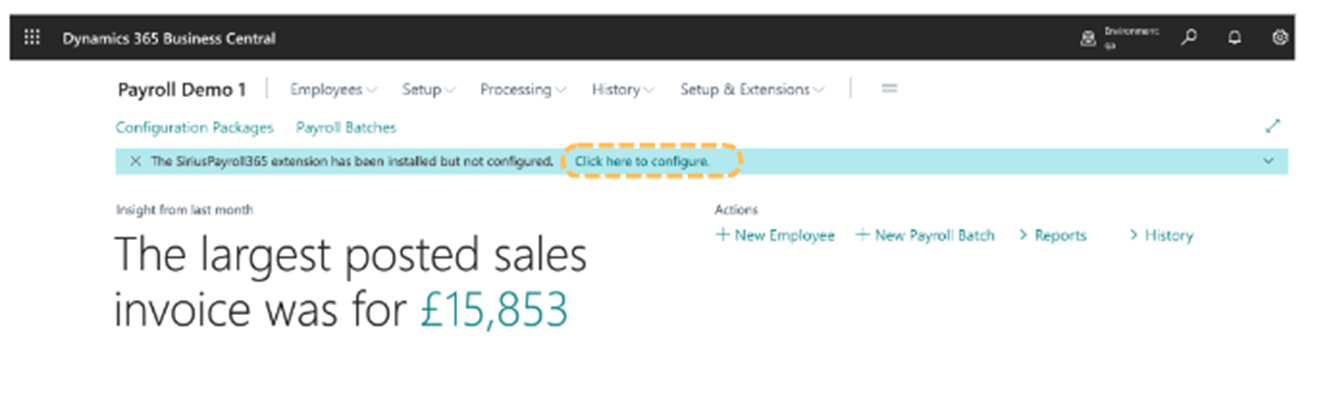 Dynamics 365 Business Central
Environment:
Payroll Demo 1 Employees Setup Processing History Setup & Extensions
Configuration Packages Payroll Batches
The SiriusPayroll365 extension has been installed but not configured. Click here to configure.
Insight from last month
Actions
The largest posted sales
invoice was for £15,853
+ New Employee + New Payroll Batch > Reports > History